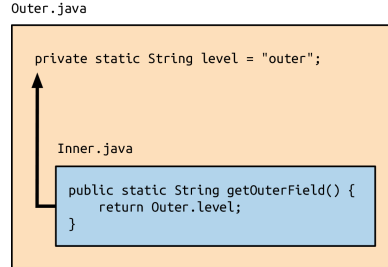 Outer.java
private static String level = "outer";
Inner.java
public static String getOuterField() {
return Outer.level;
}